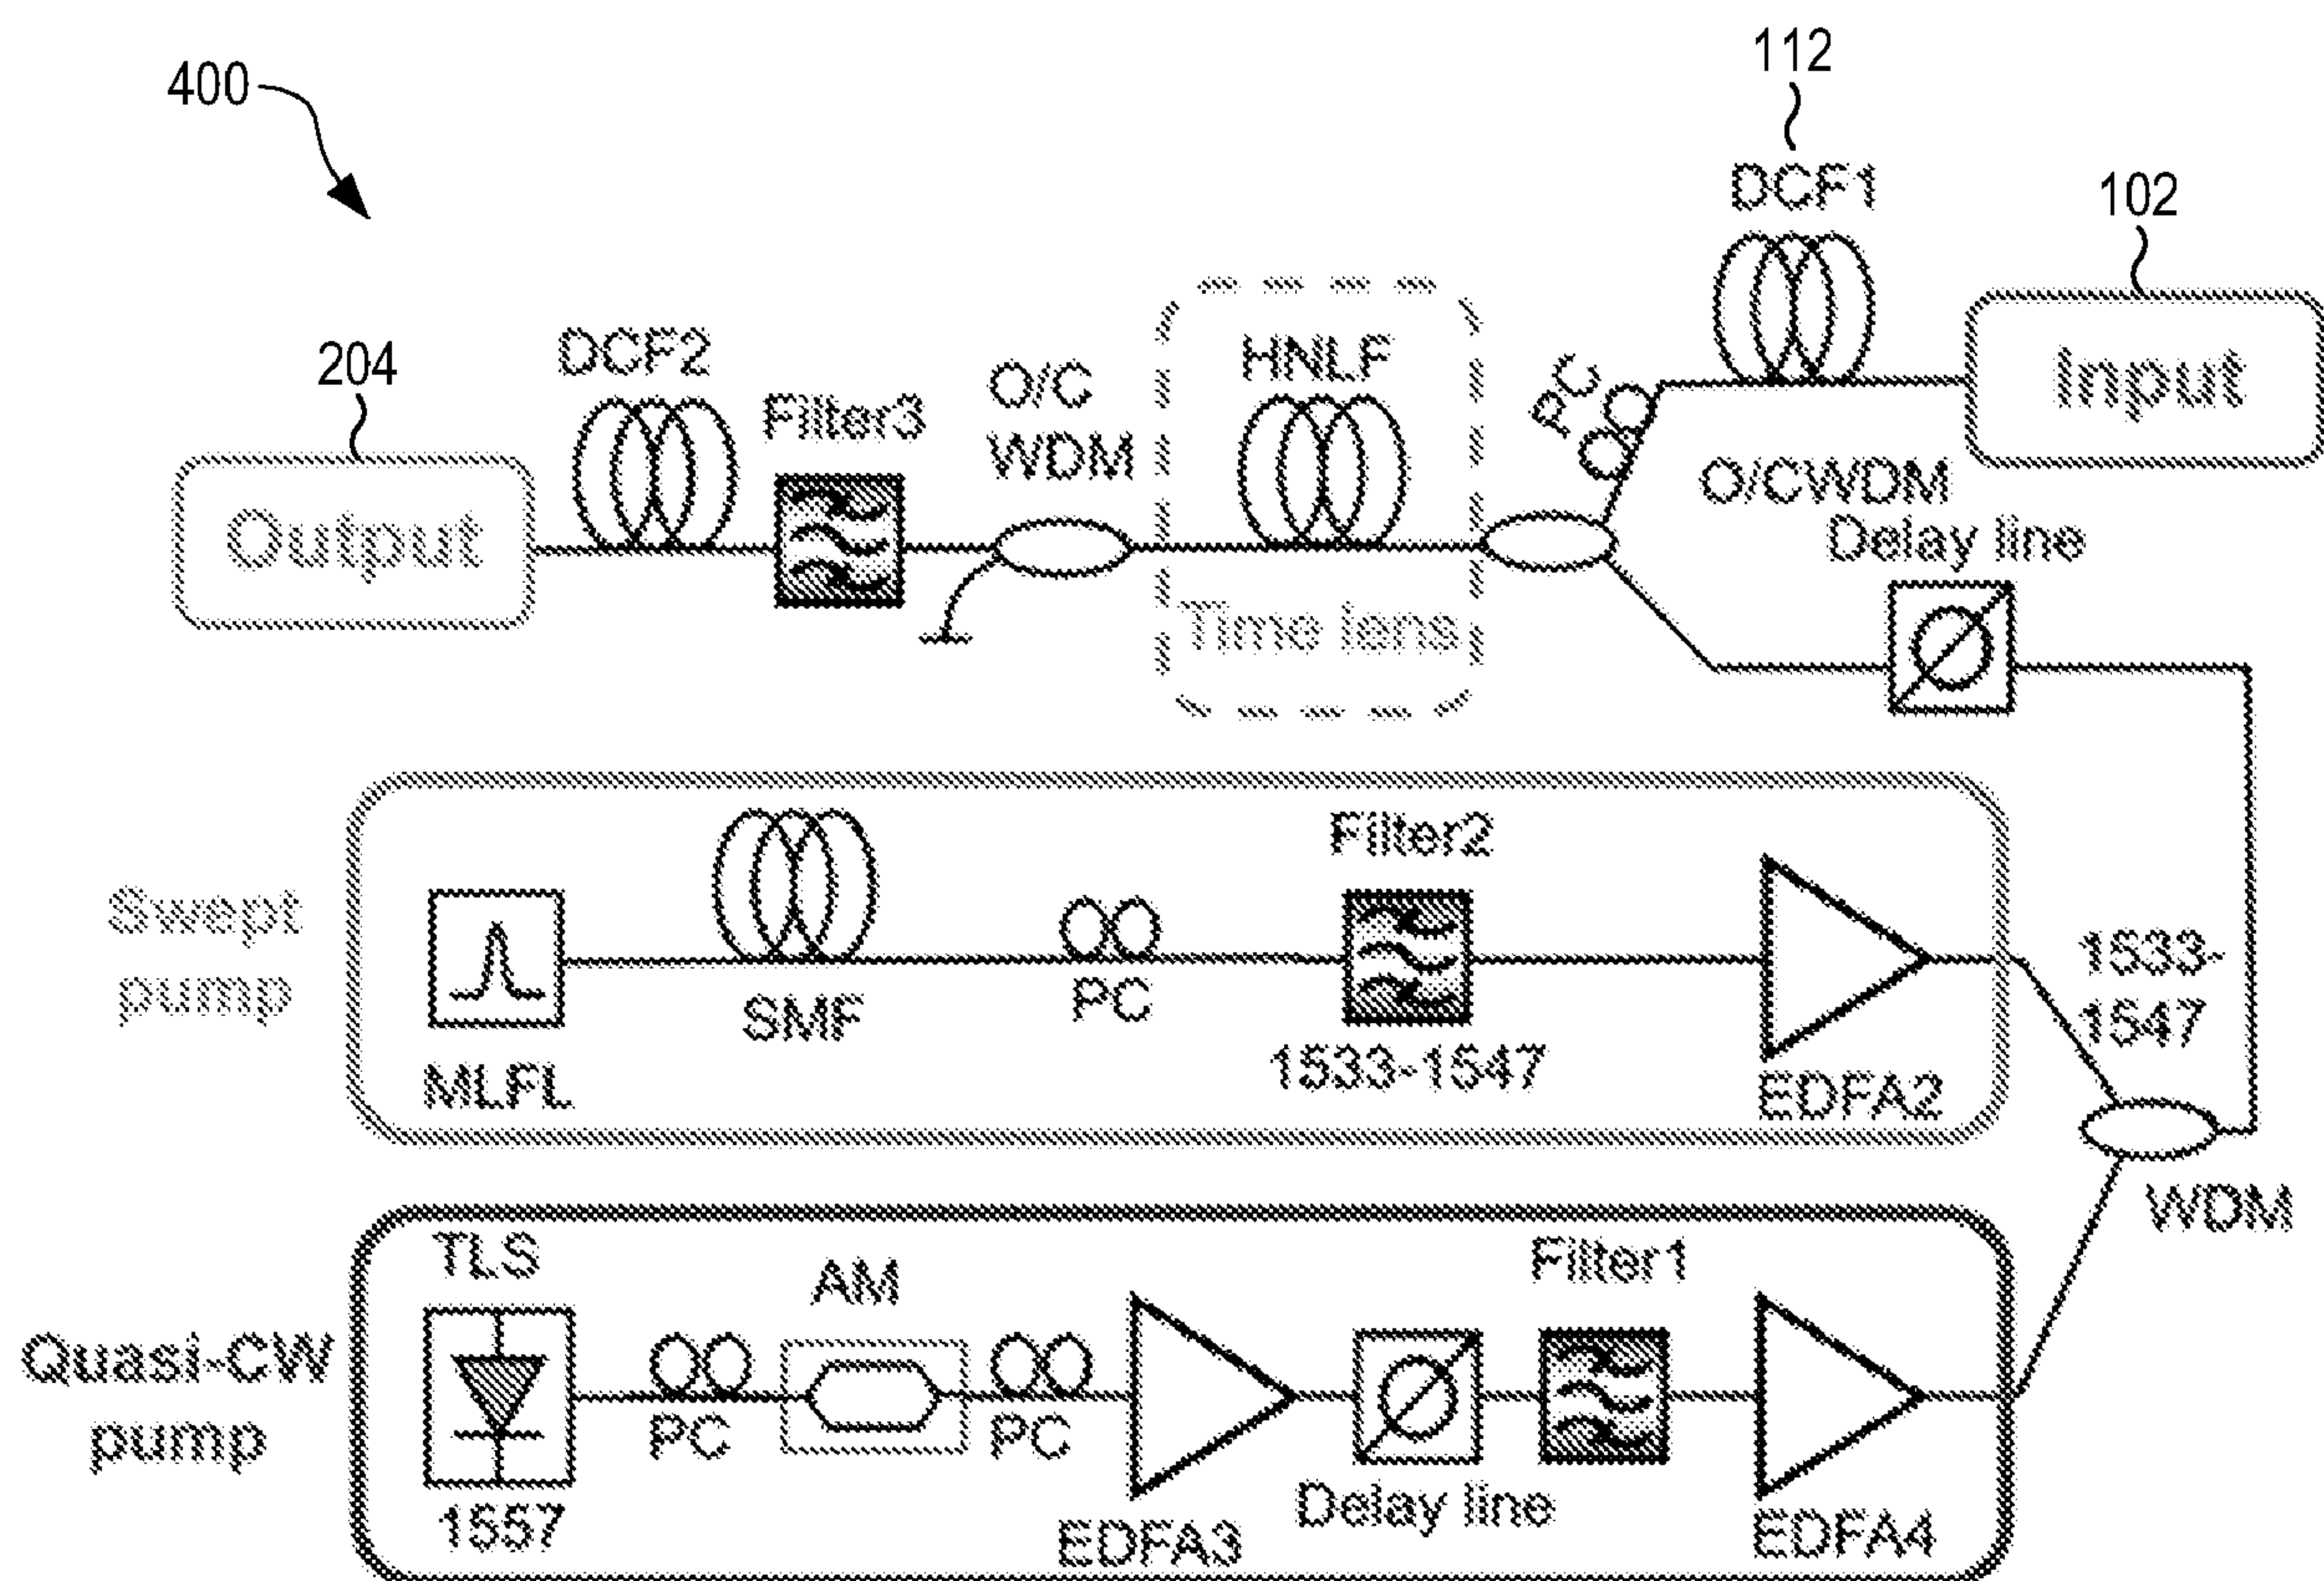 400
112
DCF1
102
Input
PC
O/CWDM
Delay line
204
Output
DCF2
Filter3
O/C
WDM
HNLF
Time lens
Swept
pump
MLFL
SMF
PC
Filter2
1533-1547
EDFA2
1533-
1547
WDM
Quasi-CW
pump
TLS
1557
PC
AM
PC
EDFA3
Delay line
Filter1
EDFA4